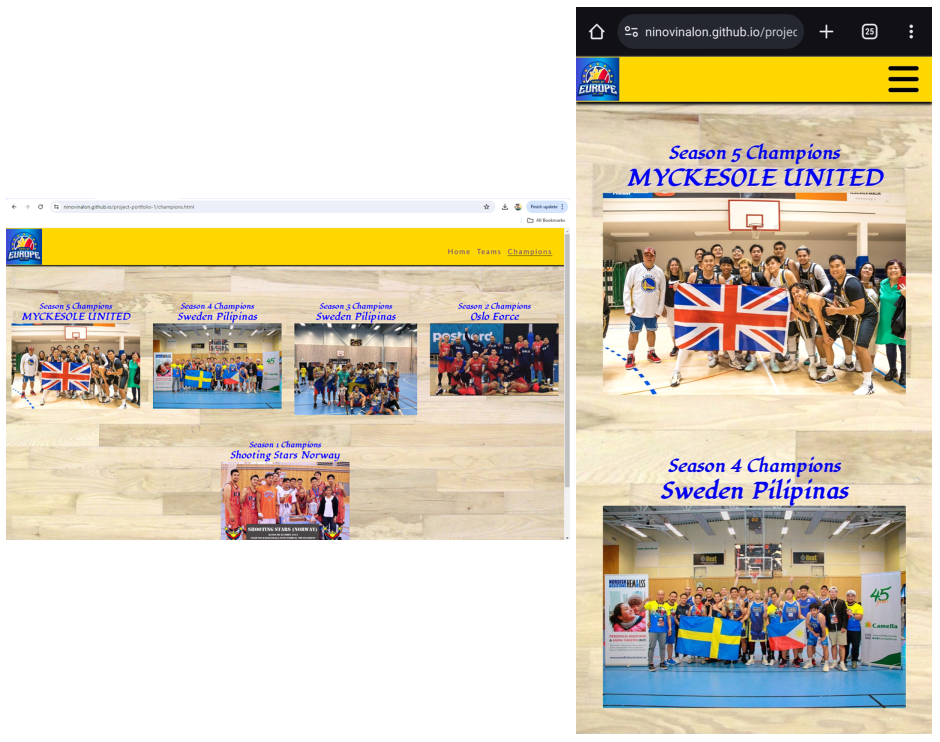 ninovinalon.github.io/project-portfolio-1/champions.html
Finish update
All Bookmarks
EUROPE
Home Teams Champions
Season 5 Champions
MYCKESOLE UNITED
Season 4 Champions
Sweden Pilipinas
Season 3 Champions
Sweden Pilipinas
Season 2 Champions
Oslo Force
postnord
45
Season 1 Champions
Shooting Stars Norway
SHOOTING STARS (NORWAY)
ninovinalon.github.io/projec
25
EUROPE
Season 5 Champions
MYCKESOLE UNITED
Season 4 Champions
Sweden Pilipinas
45
Camella